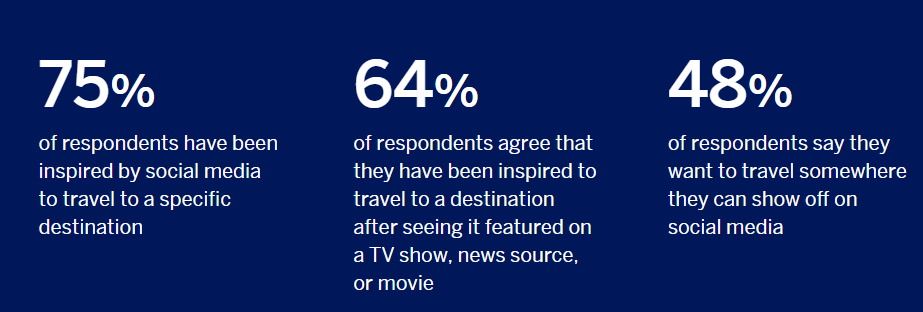 75%
of respondents have been
inspired by social media
to travel to a specific
destination
64%
of respondents agree that
they have been inspired to
travel to a destination
after seeing it featured on
a TV show, news source,
or movie
48%
of respondents say they
want to travel somewhere
they can show off on
social media